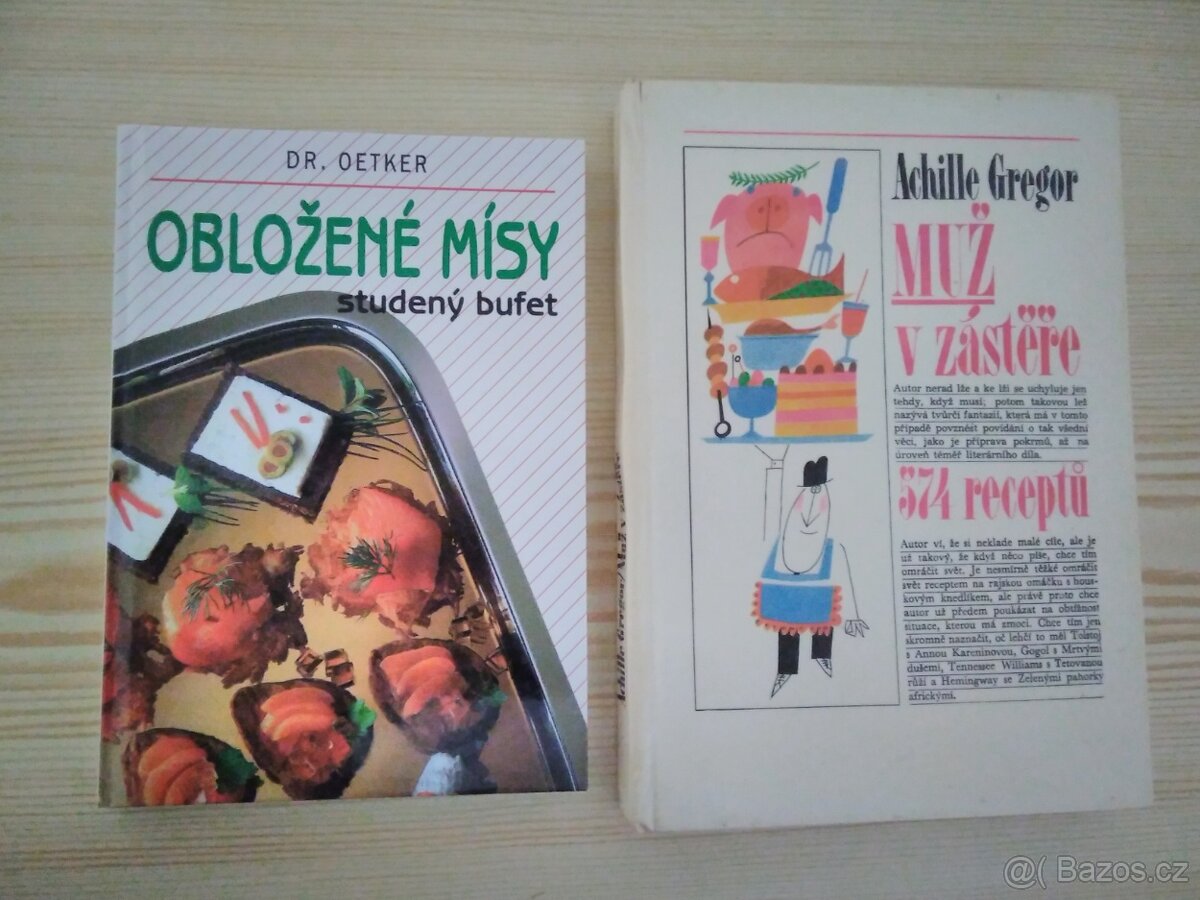 DR. OETKER
OBLOŽENÉ MÍSY
studený bufet
Achille Gregor
MUŽ
v zástěře
Autor nerad lže a ke lži se uchyluje jen
tehdy, když musí; potom takovou lež
nazývá tvůrčí fantazií, která má v tomto
případě povznést povídání o tak všední
věci, jako je příprava pokrmů, až na
úroveň téměř literárního díla.
574 receptů
Autor ví, že si neklade malé cíle, ale je
už takový, že když něco píše, chce tím
omráčit svět. Je nesmírně těžké omráčit
svět receptem na rajskou omáčku s hous-
kovým knedlíkem, ale právě proto chce
autor už předem poukázat na obtížnost
situace, kterou má zmoci. Chce tím jen
skromně naznačit, oč lehčí to měl Tolstoj
s Annou Kareninovou, Gogol s Mrtvými
dušemi, Tennessee Williams s Tetovanou
růží a Hemingway se Zelenými pahorky
africkými.
Achille Gregor/Muž v zástěře
@( Bazos.cz